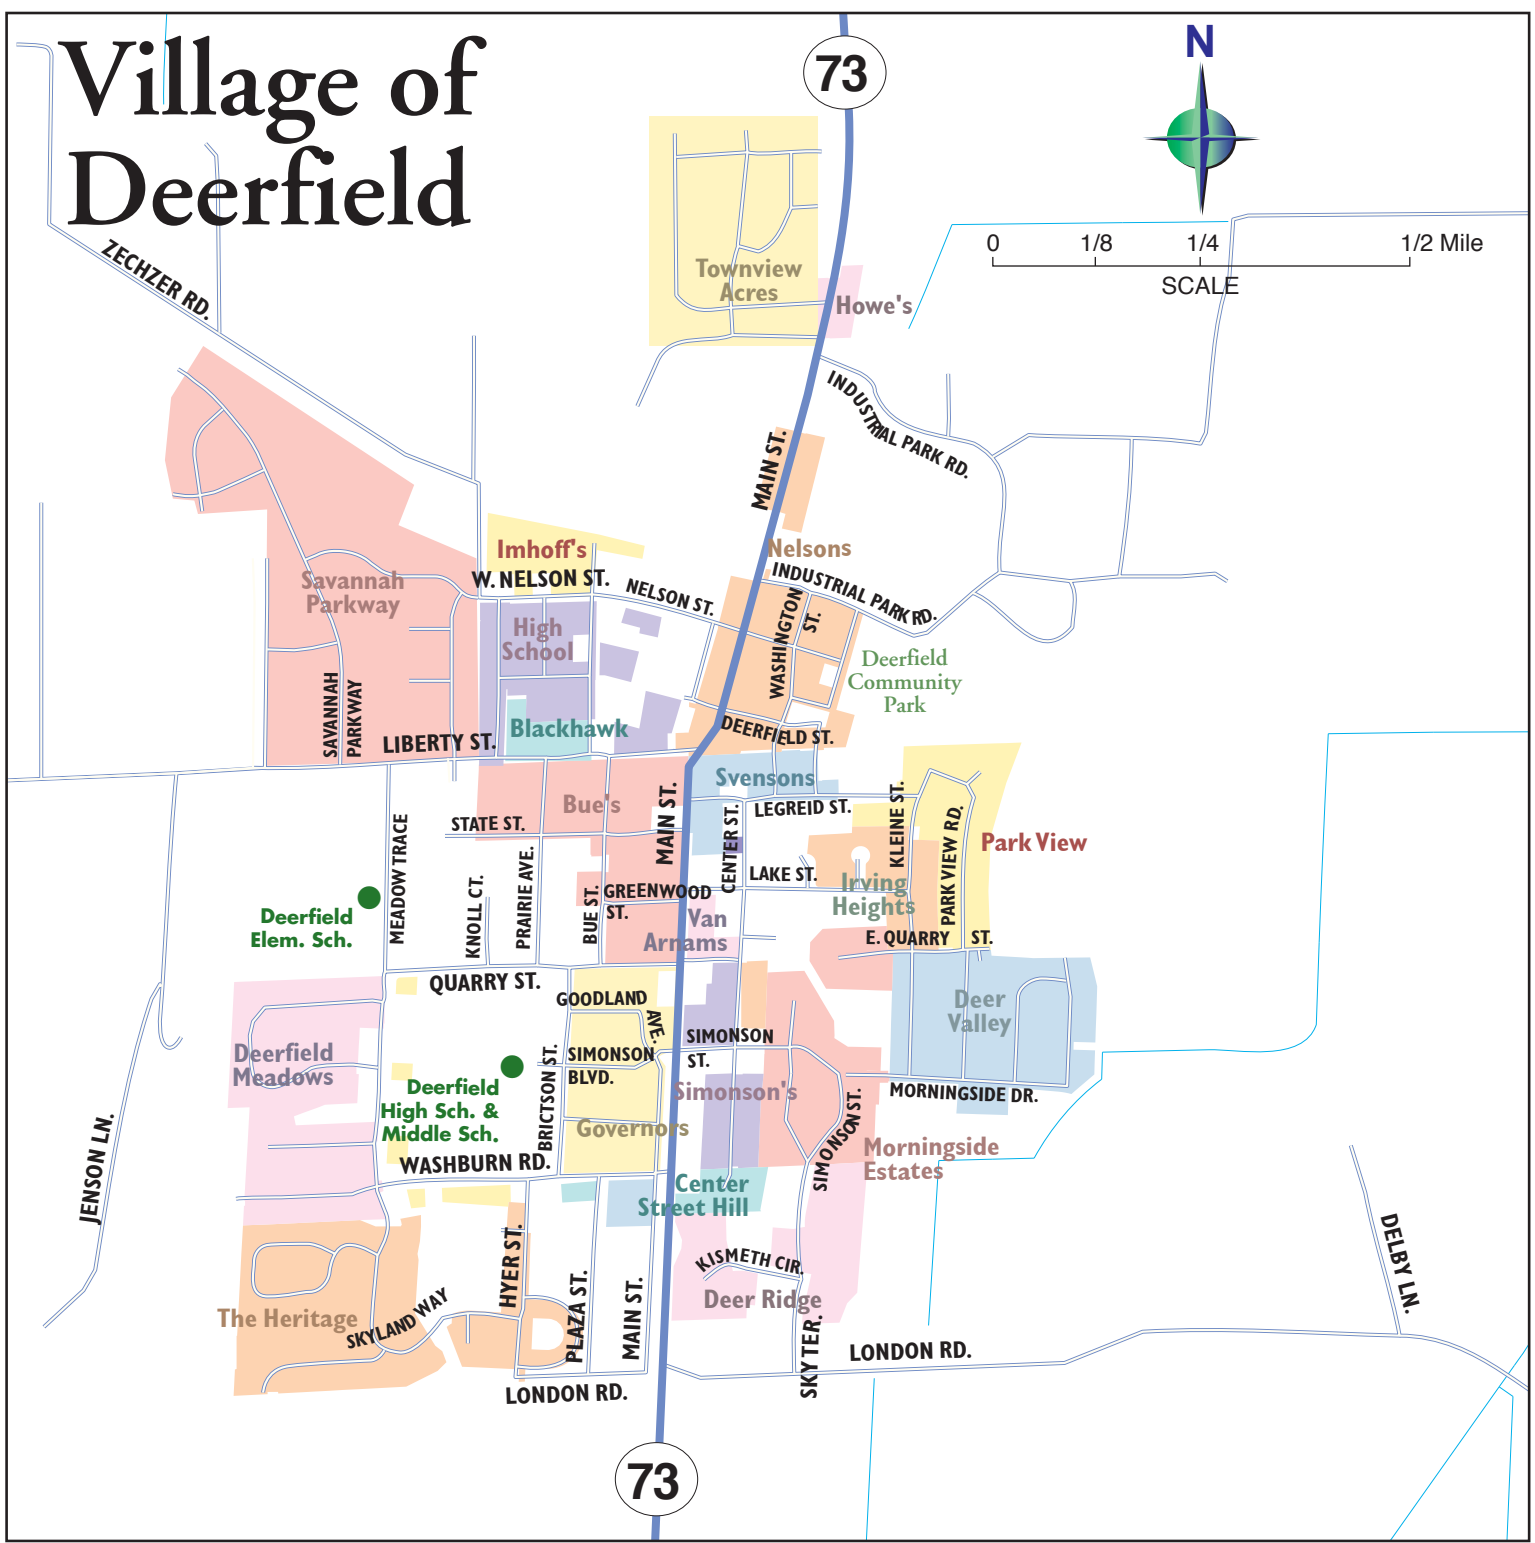 Village of
Deerfield
73
N
0 1/8 1/4 1/2 Mile
SCALE
ZECHZER RD.
Townview
Acres
Howe's
INDUSTRIAL PARK RD.
MAIN ST.
Nelsons
Imhoff's
W. NELSON ST.
NELSON ST.
INDUSTRIAL PARK RD.
WASHINGTON
ST.
Savannah
Parkway
High
School
Deerfield
Community
Park
SAVANNAH
PARKWAY
LIBERTY ST.
Blackhawk
DEERFIELD ST.
Svensons
Bue's
MAIN ST.
LEGREID ST.
CENTER ST.
KLEINE ST.
PARK VIEW RD.
Park View
STATE ST.
MEADOW TRACE
KNOLL CT.
PRAIRIE AVE.
BUE ST.
GREENWOOD
ST.
LAKE ST.
Irving
Heights
Deerfield
Elem. Sch.
Van
Arnams
E. QUARRY ST.
QUARRY ST.
GOODLAND
AVE.
Deer
Valley
Deerfield
Meadows
SIMONSON
BLVD.
SIMONSON
ST.
BRICTSON ST.
Deerfield
High Sch. &
Middle Sch.
Simonson's
MORNINGSIDE DR.
Governors
SIMONSON ST.
Morningside
Estates
JENSON LN.
WASHBURN RD.
Center
Street Hill
HYER ST.
KISMETH CIR.
DELBY LN.
Deer Ridge
The Heritage
SKYLAND WAY
PLAZA ST.
MAIN ST.
SKY TER.
LONDON RD.
LONDON RD.
73